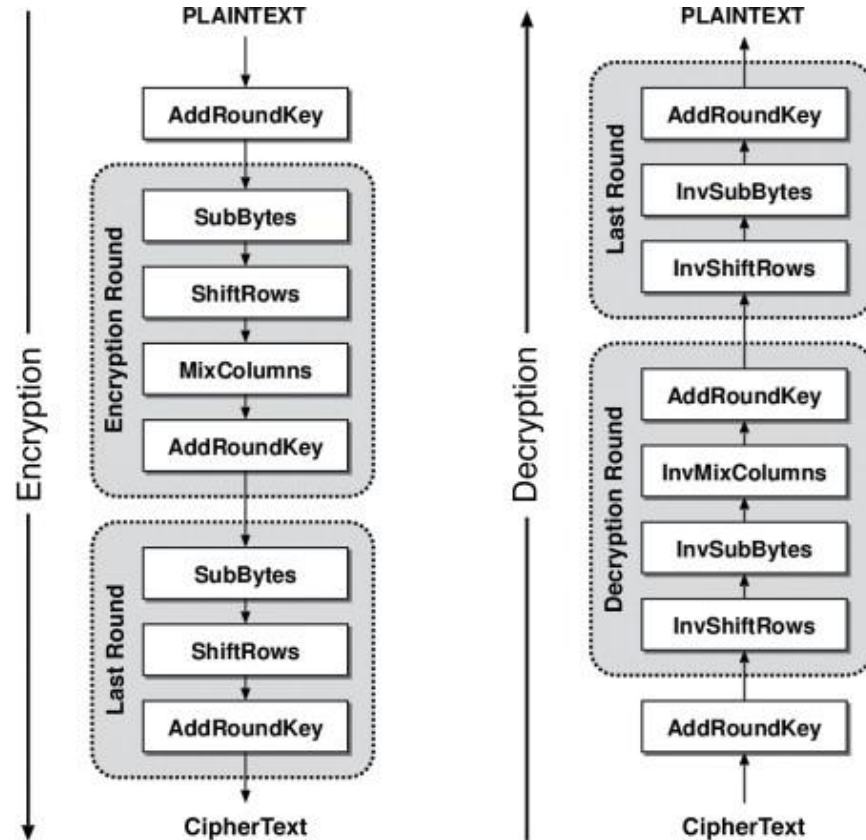 PLAINTEXT
AddRoundKey
SubBytes
ShiftRows
MixColumns
AddRoundKey
Encryption Round
SubBytes
ShiftRows
AddRoundKey
Last Round
CipherText
Encryption
PLAINTEXT
AddRoundKey
InvSubBytes
InvShiftRows
Last Round
AddRoundKey
InvMixColumns
InvSubBytes
InvShiftRows
Decryption Round
AddRoundKey
CipherText
Decryption